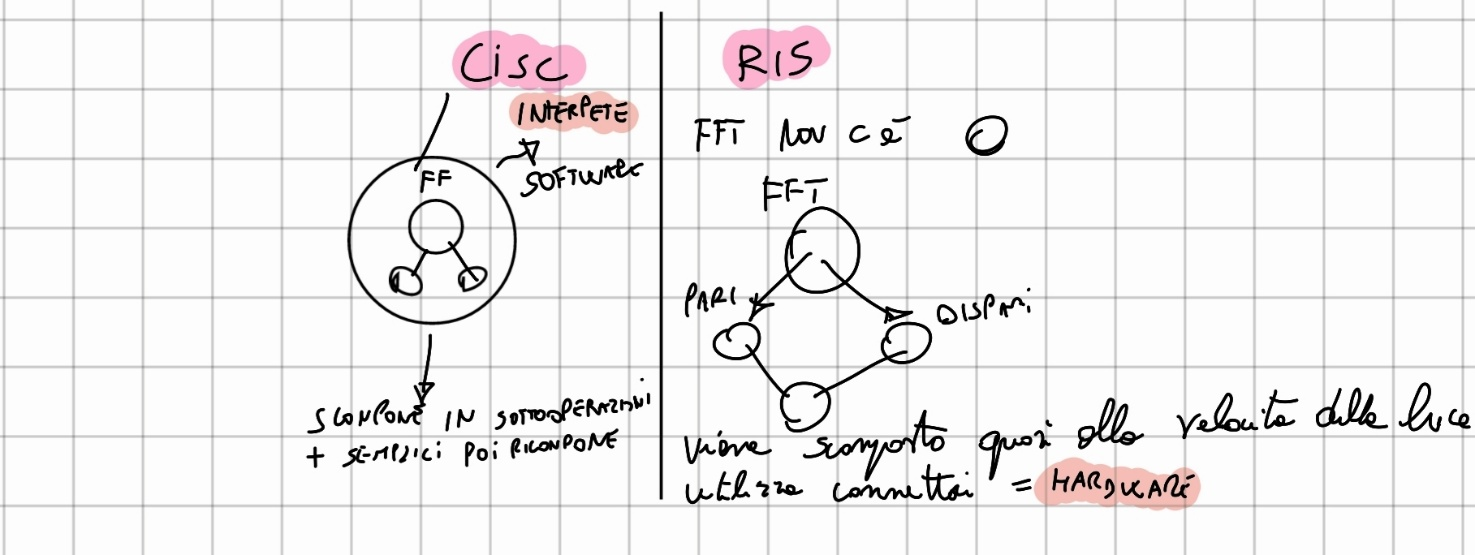 Cisc
INTERPETE
SOFTWARE
FF
SCOMPONE IN SOTTOOPERAZIONI
+ SEMPLICI POI RICOMPONE
RIS
FFT NON C È
FFT
PARI
DISPARI
Viene scomposto quasi alla velocità della luce
utilizza connettori = HARDWARE